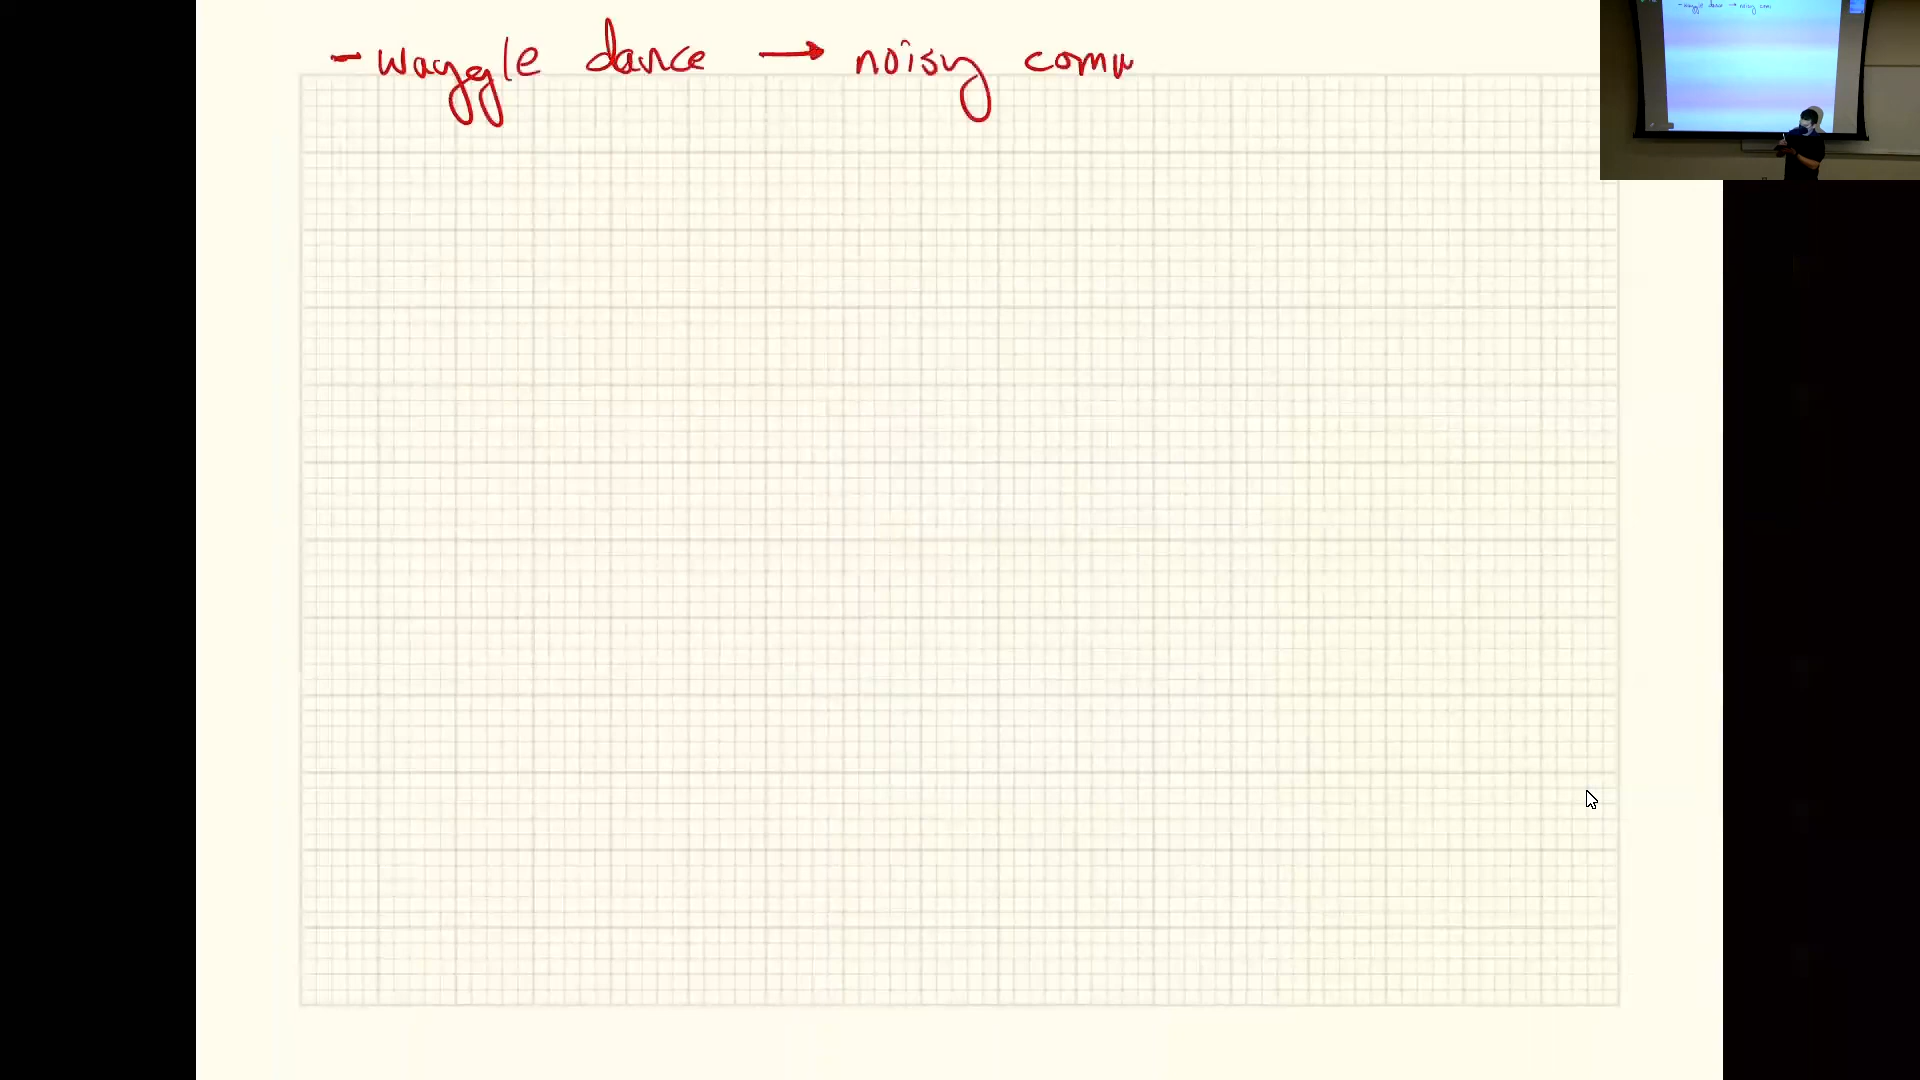 - waggle dance → noisy comm